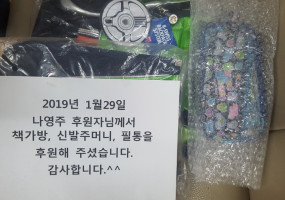 2019년 1월29일
나영주 후원자님께서
책가방, 신발주머니, 필통을
후원해 주셨습니다.
감사합니다.^^